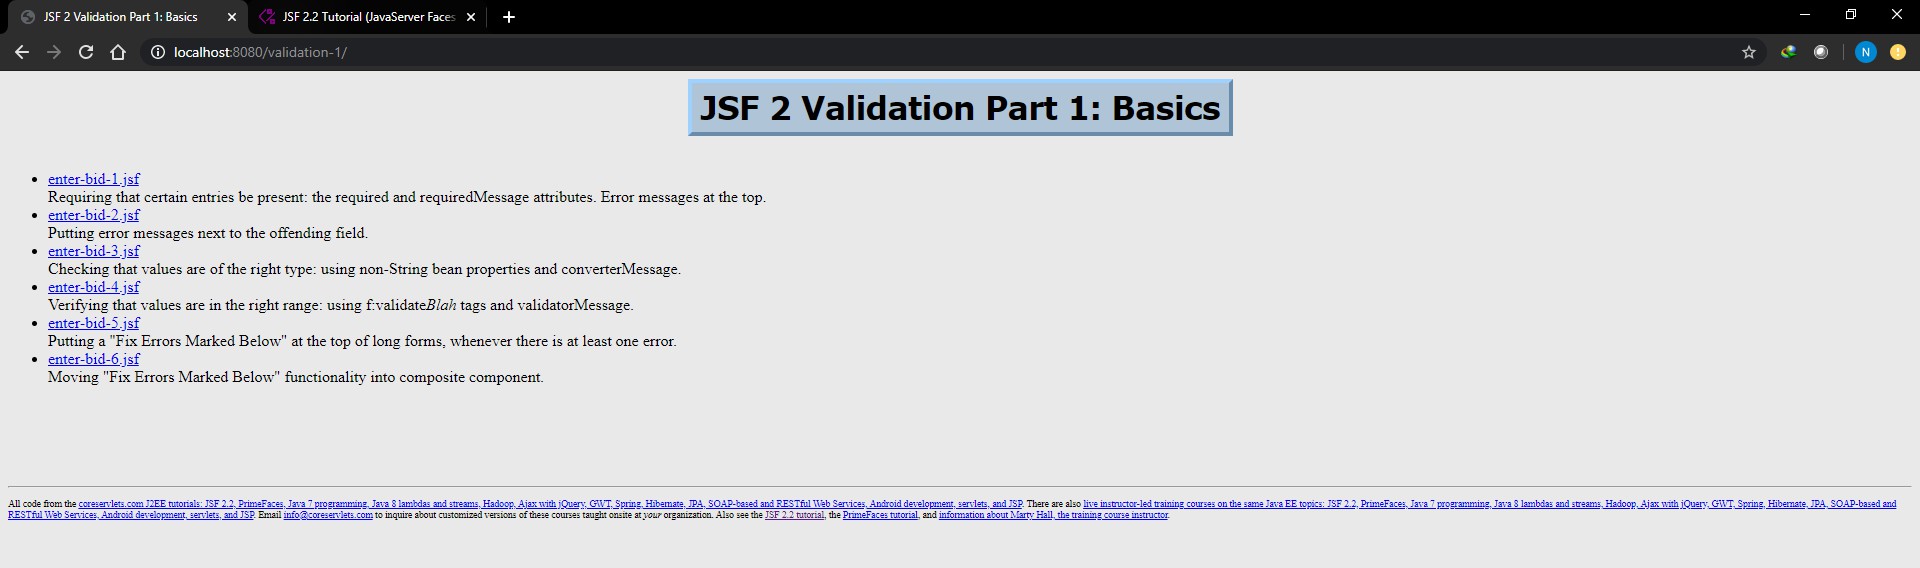 JSF 2 Validation Part 1: Basics
JSF 2.2 Tutorial (JavaServer Faces
localhost:8080/validation-1/
N
JSF 2 Validation Part 1: Basics
enter-bid-1.jsf
Requiring that certain entries be present: the required and requiredMessage attributes. Error messages at the top.
enter-bid-2.jsf
Putting error messages next to the offending field.
enter-bid-3.jsf
Checking that values are of the right type: using non-String bean properties and converterMessage.
enter-bid-4.jsf
Verifying that values are in the right range: using f:validateBlah tags and validatorMessage.
enter-bid-5.jsf
Putting a "Fix Errors Marked Below" at the top of long forms, whenever there is at least one error.
enter-bid-6.jsf
Moving "Fix Errors Marked Below" functionality into composite component.
All code from the coreservlets.com J2EE tutorials: JSF 2.2, PrimeFaces, Java 7 programming, Java 8 lambdas and streams, Hadoop, Ajax with jQuery, GWT, Spring, Hibernate, JPA, SOAP-based and RESTful Web Services, Android development, servlets, and JSP. There are also live instructor-led training courses on the same Java EE topics: JSF 2.2, PrimeFaces, Java 7 programming, Java 8 lambdas and streams, Hadoop, Ajax with jQuery, GWT, Spring, Hibernate, JPA, SOAP-based and
RESTful Web Services, Android development, servlets, and JSP. Email info@coreservlets.com to inquire about customized versions of these courses taught onsite at your organization. Also see the JSF 2.2 tutorial, the PrimeFaces tutorial, and information about Marty Hall, the training course instructor.